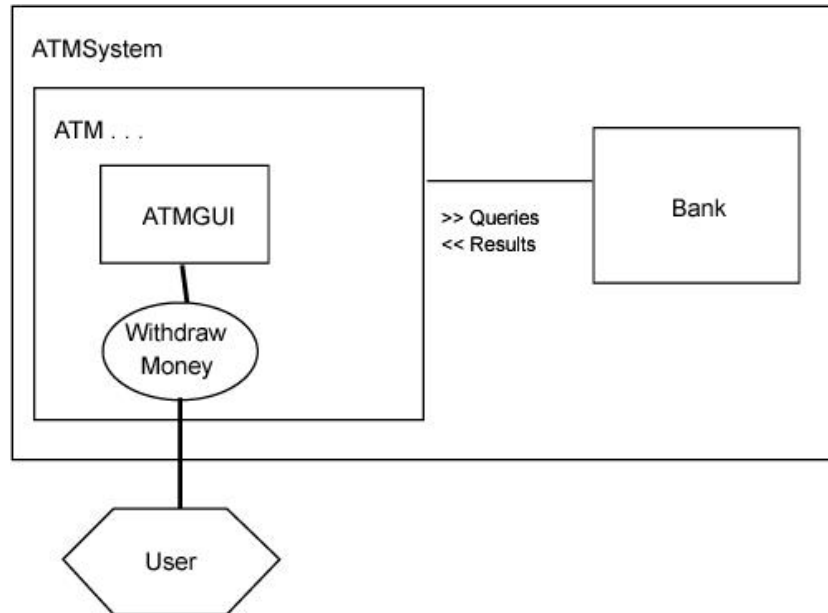 ATMSystem
ATM . . .
ATMGUI
>> Queries
<< Results
Bank
Withdraw
Money
User